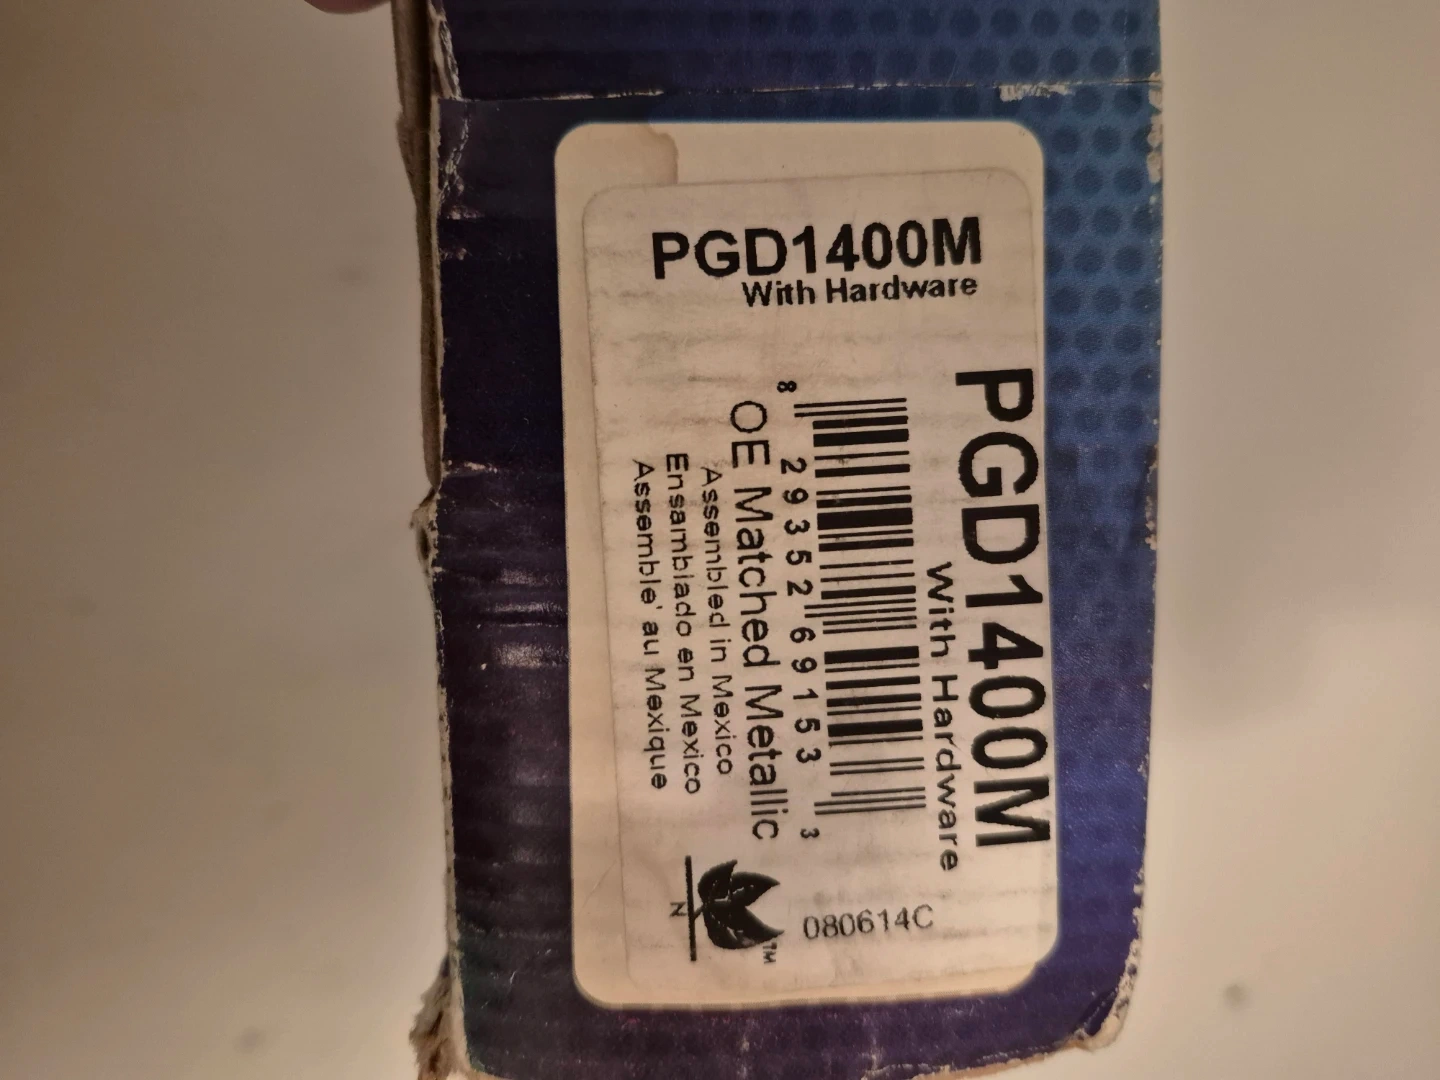 PGD1400M
With Hardware
PGD1400M
With Hardware
8 29352 69153 3
OE Matched Metallic
Assembled in Mexico
Ensamblado en Mexico
Assemble' au Mexique
080614C
N
TM